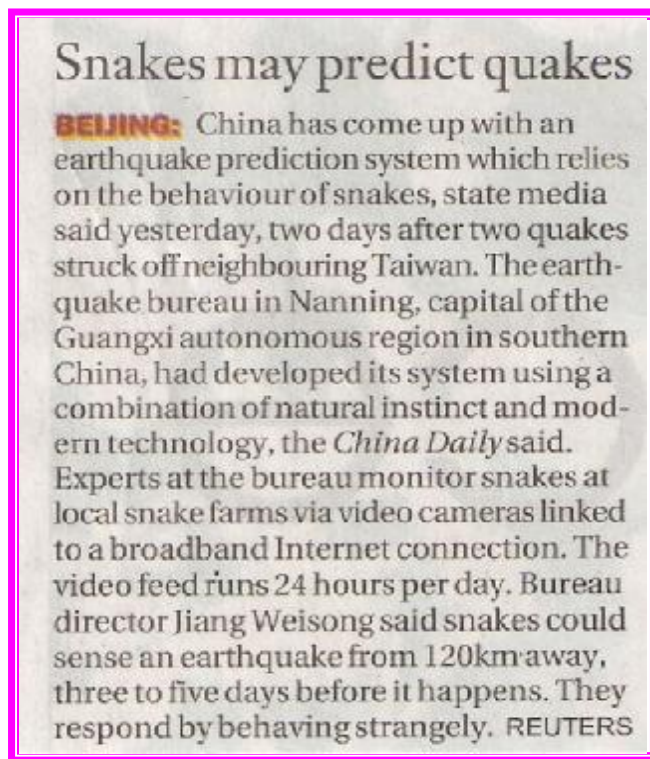 Snakes may predict quakes
BEIJING: China has come up with an
earthquake prediction system which relies
on the behaviour of snakes, state media
said yesterday, two days after two quakes
struck off neighbouring Taiwan. The earth-
quake bureau in Nanning, capital of the
Guangxi autonomous region in southern
China, had developed its system using a
combination of natural instinct and mod-
ern technology, the China Daily said.
Experts at the bureau monitor snakes at
local snake farms via video cameras linked
to a broadband Internet connection. The
video feed runs 24 hours per day. Bureau
director Jiang Weisong said snakes could
sense an earthquake from 120km away,
three to five days before it happens. They
respond by behaving strangely. REUTERS